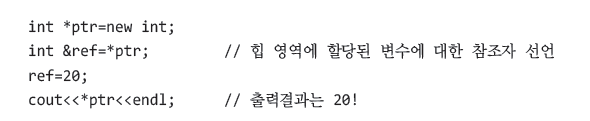 int *ptr=new int;
int &ref=*ptr;        // 힙 영역에 할당된 변수에 대한 참조자 선언
ref=20;
cout<<*ptr<<endl;     // 출력결과는 20!